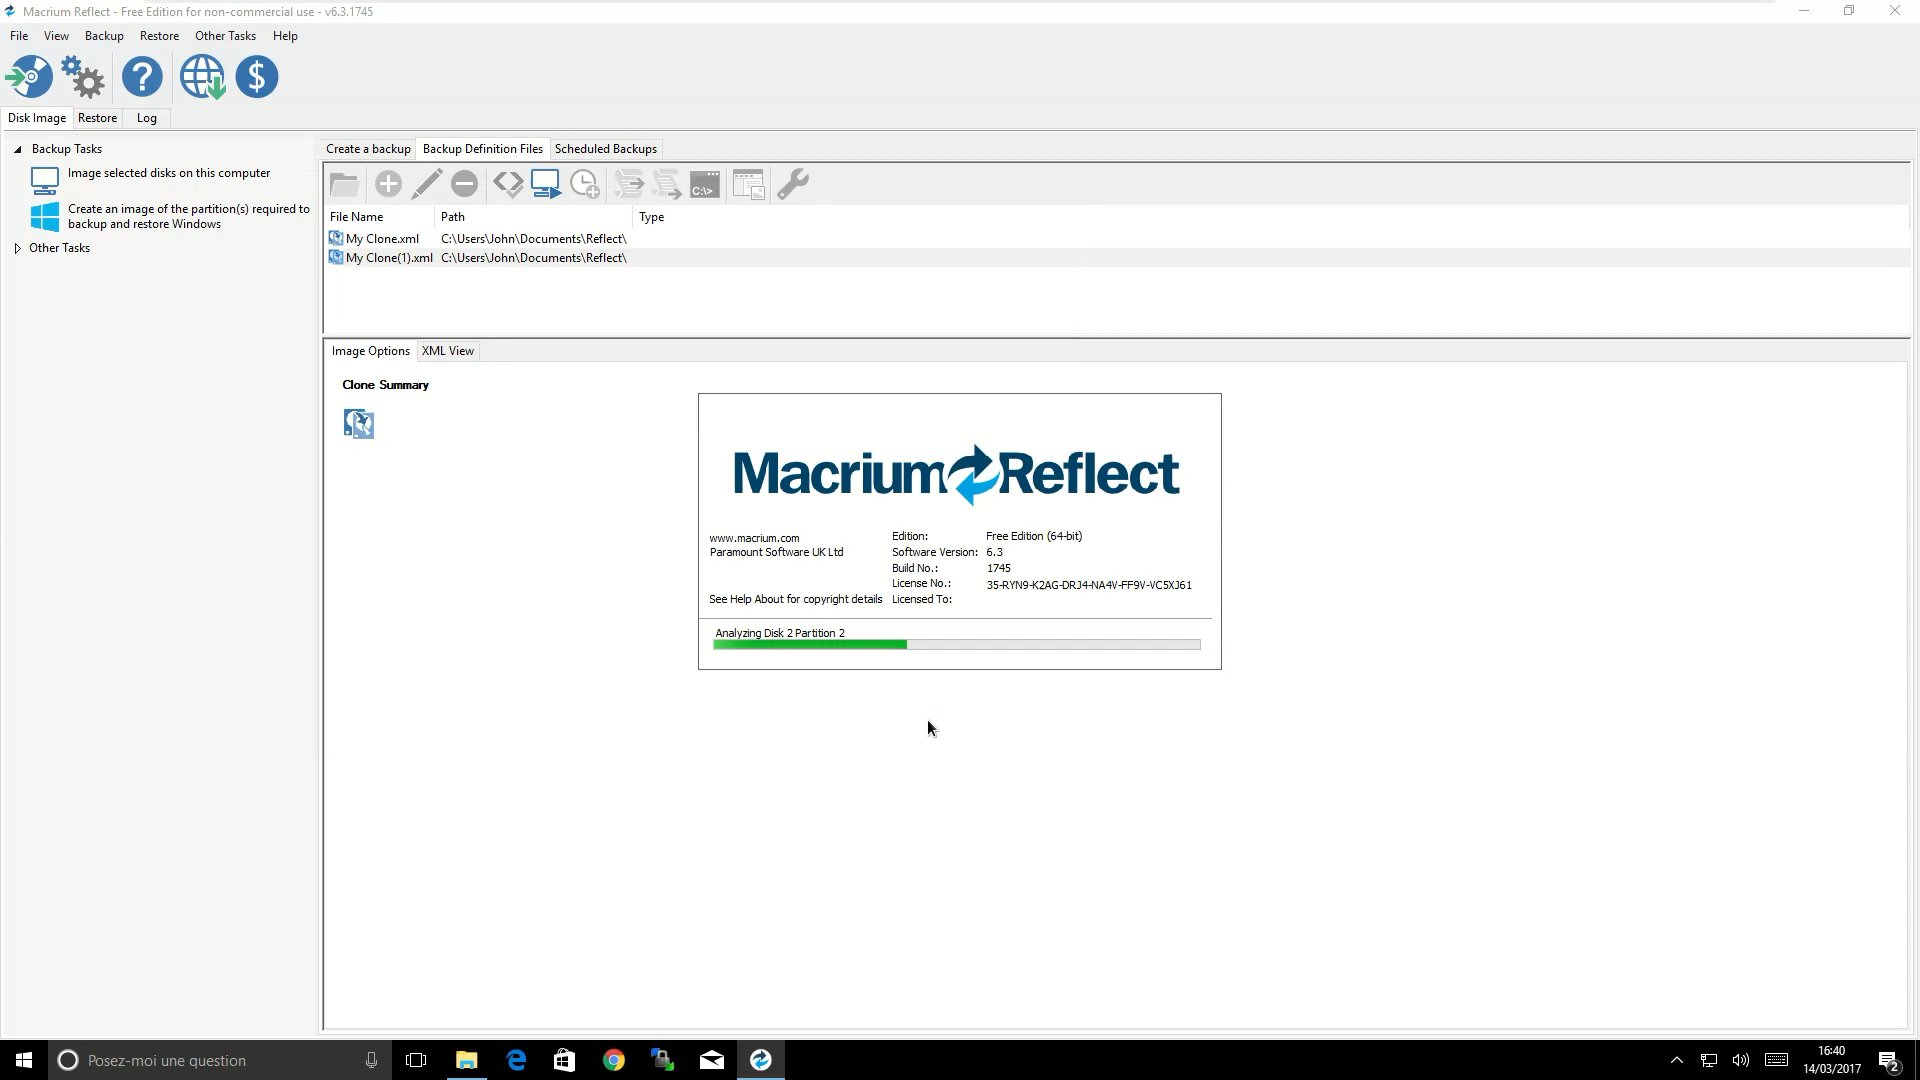 Macrium Reflect - Free Edition for non-commercial use - v6.3.1745
File View Backup Restore Other Tasks Help
Disk Image Restore Log
Backup Tasks
Image selected disks on this computer
Create an image of the partition(s) required to
backup and restore Windows
Other Tasks
Create a backup Backup Definition Files Scheduled Backups
C:\>
File Name Path Type
My Clone.xml C:\Users\John\Documents\Reflect\
My Clone(1).xml C:\Users\John\Documents\Reflect\
Image Options XML View
Clone Summary
Macrium Reflect
www.macrium.com
Paramount Software UK Ltd
See Help About for copyright details
Edition: Free Edition (64-bit)
Software Version: 6.3
Build No.: 1745
License No.: 35-RYN9-K2AG-DRJ4-NA4V-FF9V-VC5XJ61
Licensed To:
Analyzing Disk 2 Partition 2
Posez-moi une question
16:40
14/03/2017
2